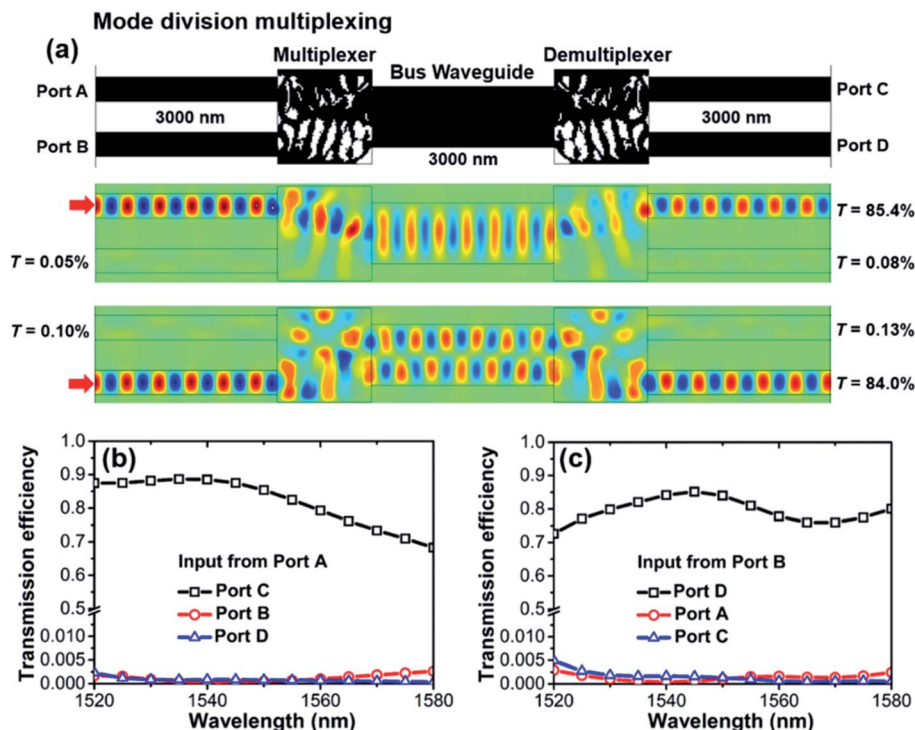 Mode division multiplexing
(a)
Multiplexer
Demultiplexer
Bus Waveguide
Port A
Port C
3000 nm
3000 nm
Port B
Port D
3000 nm
T = 85.4%
T = 0.05%
T = 0.08%
T = 0.10%
T = 0.13%
T = 84.0%
(b)
Transmission efficiency
1.0
0.9
0.8
0.7
0.6
0.5
0.010
0.005
0.000
Input from Port A
Port C
Port B
Port D
1520 1540 1560 1580
Wavelength (nm)
(c)
Transmission efficiency
1.0
0.9
0.8
0.7
0.6
0.5
0.010
0.005
0.000
Input from Port B
Port D
Port A
Port C
1520 1540 1560 1580
Wavelength (nm)